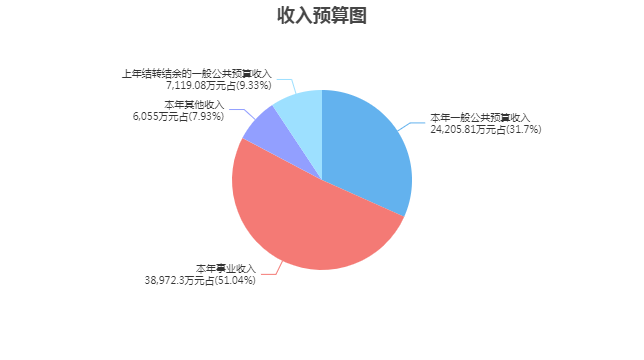 收入预算图
上年结转结余的一般公共预算收入
7,119.08万元占(9.33%)
本年其他收入
6,055万元占(7.93%)
本年一般公共预算收入
24,205.81万元占(31.7%)
本年事业收入
38,972.3万元占(51.04%)